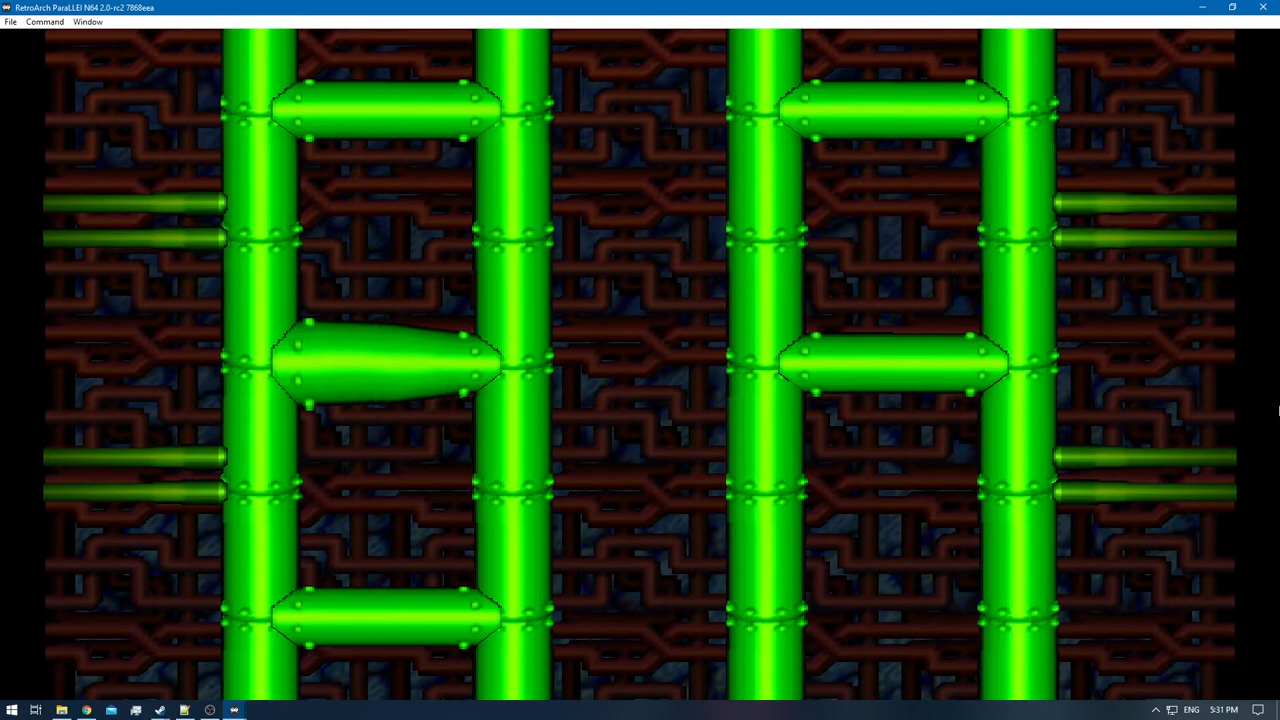 RetroArch ParaLLEl N64 2.0-rc2 7868eea
File Command Window
ENG 5:31 PM